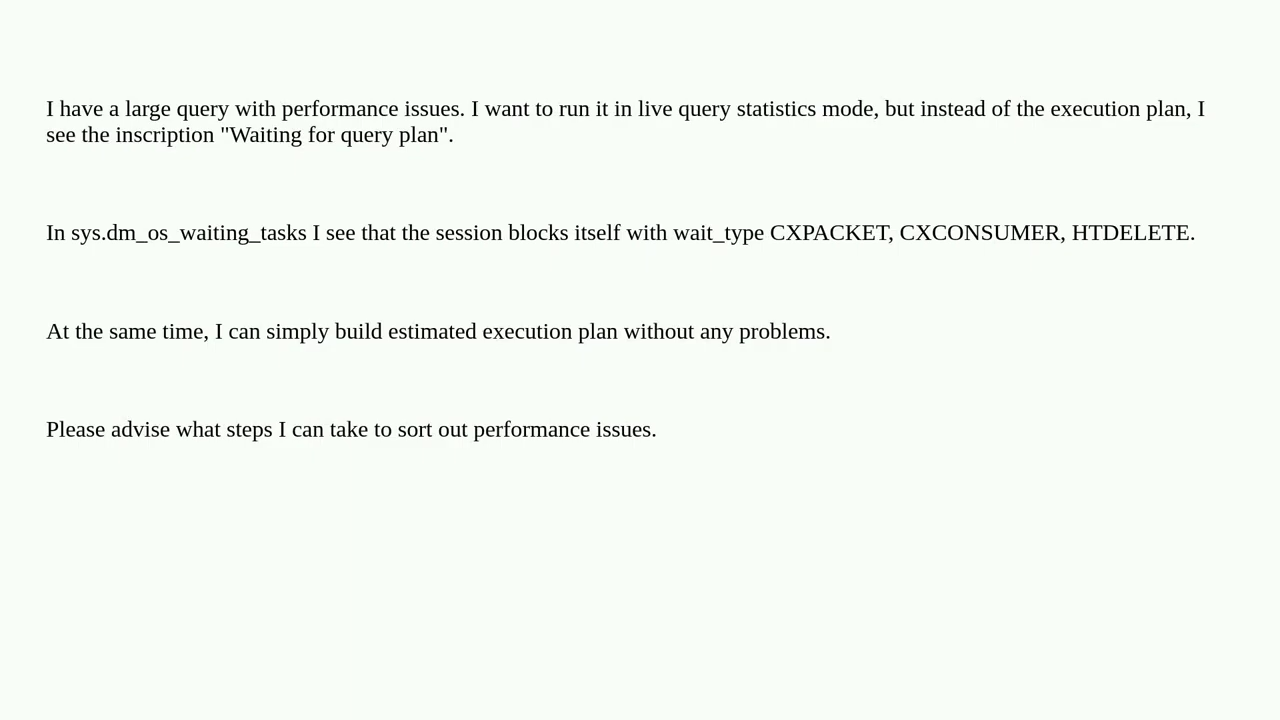 I have a large query with performance issues. I want to run it in live query statistics mode, but instead of the execution plan, I
see the inscription "Waiting for query plan".
In sys.dm_os_waiting_tasks I see that the session blocks itself with wait_type CXPACKET, CXCONSUMER, HTDELETE.
At the same time, I can simply build estimated execution plan without any problems.
Please advise what steps I can take to sort out performance issues.